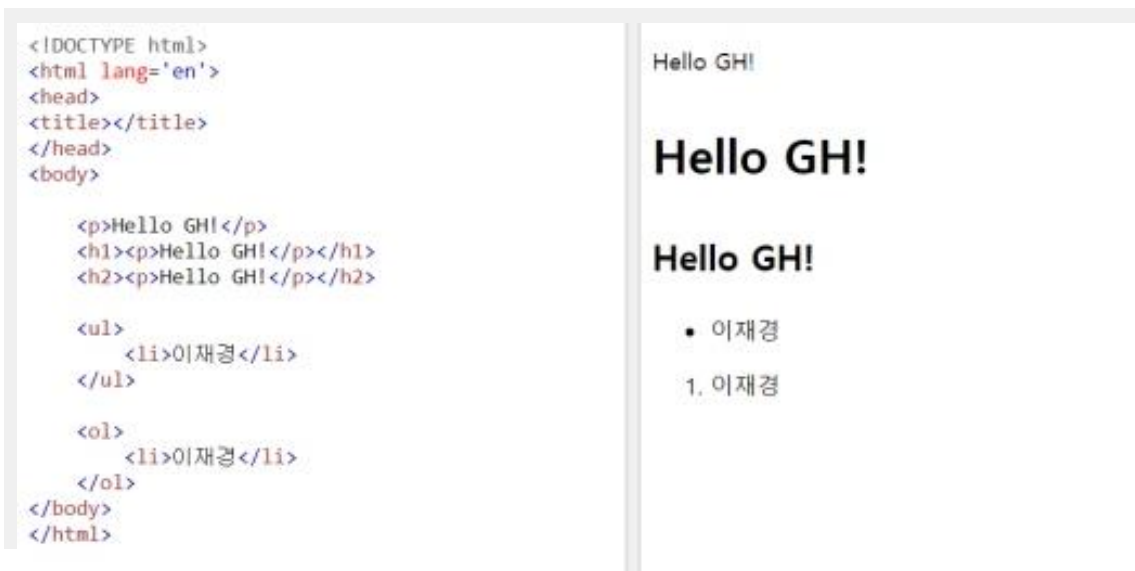 <!DOCTYPE html>
<html lang='en'>
<head>
<title></title>
</head>
<body>
<p>Hello GH!</p>
<h1><p>Hello GH!</p></h1>
<h2><p>Hello GH!</p></h2>
<ul>
<li>이재경</li>
</ul>
<ol>
<li>이재경</li>
</ol>
</body>
</html>
Hello GH!
Hello GH!
Hello GH!
• 이재경
1. 이재경